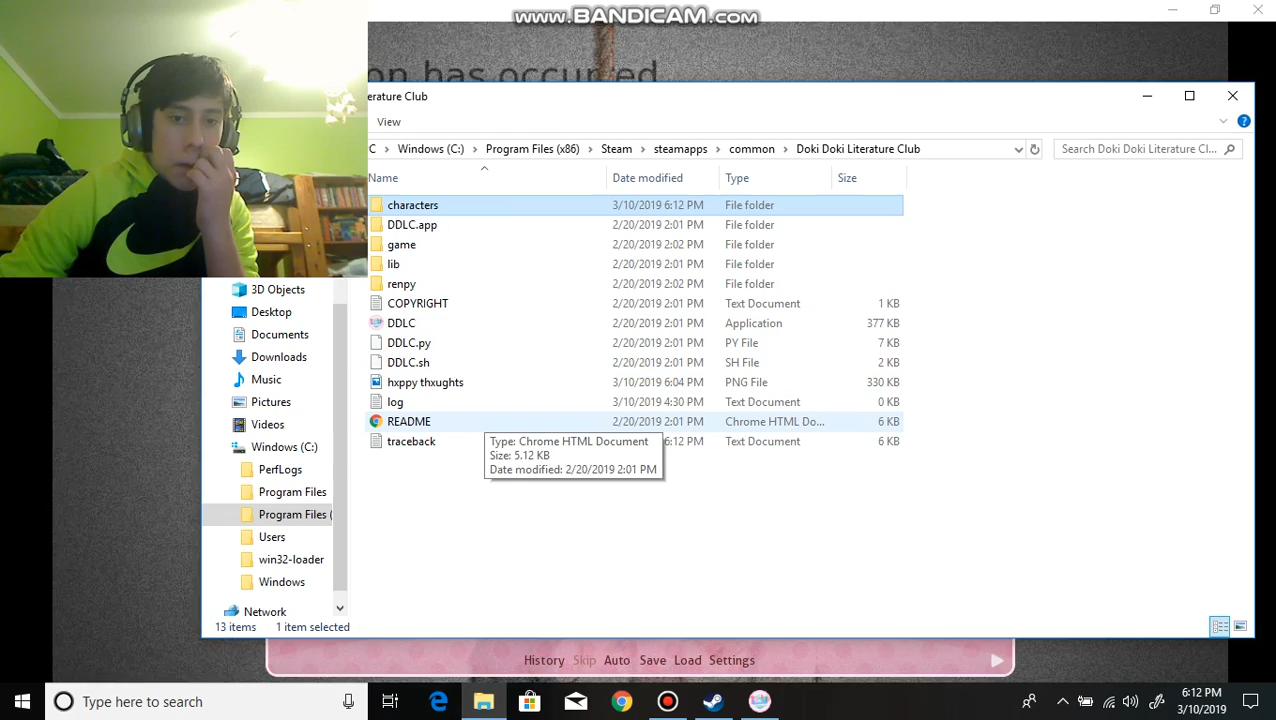 www.BANDICAM.com
on has occurred
erature Club
View
C > Windows (C:) > Program Files (x86) > Steam > steamapps > common > Doki Doki Literature Club
Search Doki Doki Literature Cl...
Name Date modified Type Size
characters 3/10/2019 6:12 PM File folder
DDLC.app 2/20/2019 2:01 PM File folder
game 2/20/2019 2:02 PM File folder
lib 2/20/2019 2:01 PM File folder
renpy 2/20/2019 2:02 PM File folder
COPYRIGHT 2/20/2019 2:01 PM Text Document 1 KB
DDLC 2/20/2019 2:01 PM Application 377 KB
DDLC.py 2/20/2019 2:01 PM PY File 7 KB
DDLC.sh 2/20/2019 2:01 PM SH File 2 KB
hxppy thxughts 3/10/2019 6:04 PM PNG File 330 KB
log 3/10/2019 4:30 PM Text Document 0 KB
README 2/20/2019 2:01 PM Chrome HTML Do... 6 KB
traceback 6:12 PM Text Document 6 KB
Type: Chrome HTML Document
Size: 5.12 KB
Date modified: 2/20/2019 2:01 PM
3D Objects
Desktop
Documents
Downloads
Music
Pictures
Videos
Windows (C:)
PerfLogs
Program Files
Program Files (
Users
win32-loader
Windows
Network
13 items 1 item selected
History Skip Auto Save Load Settings
Type here to search
6:12 PM
3/10/2019